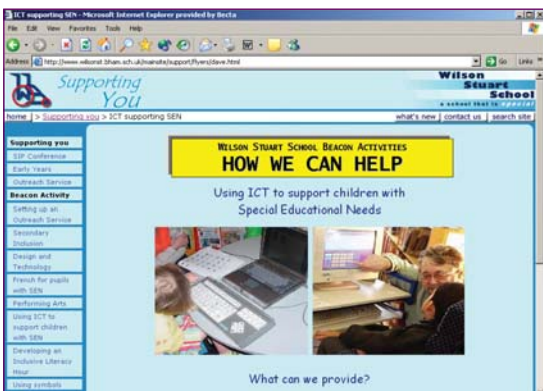 ICT supporting SEN - Microsoft Internet Explorer provided by Becta
File Edit View Favorites Tools Help
Address http://www.wilsonst.bham.sch.uk/mainsite/support/flyers/dave.html Go Links
Supporting
You
Wilson
Stuart
School
a school that is special
home | > Supporting you > ICT supporting SEN what's new | contact us | search site |
Supporting you
SIP Conference
Early Years
Outreach Service
Beacon Activity
Setting up an
Outreach Service
Secondary
Inclusion
Design and
Technology
French for pupils
with SEN
Performing Arts
Using ICT to
support children
with SEN
Developing an
Inclusive Literacy
Hour
Using symbols
WILSON STUART SCHOOL BEACON ACTIVITIES
HOW WE CAN HELP
Using ICT to support children with
Special Educational Needs
What can we provide?